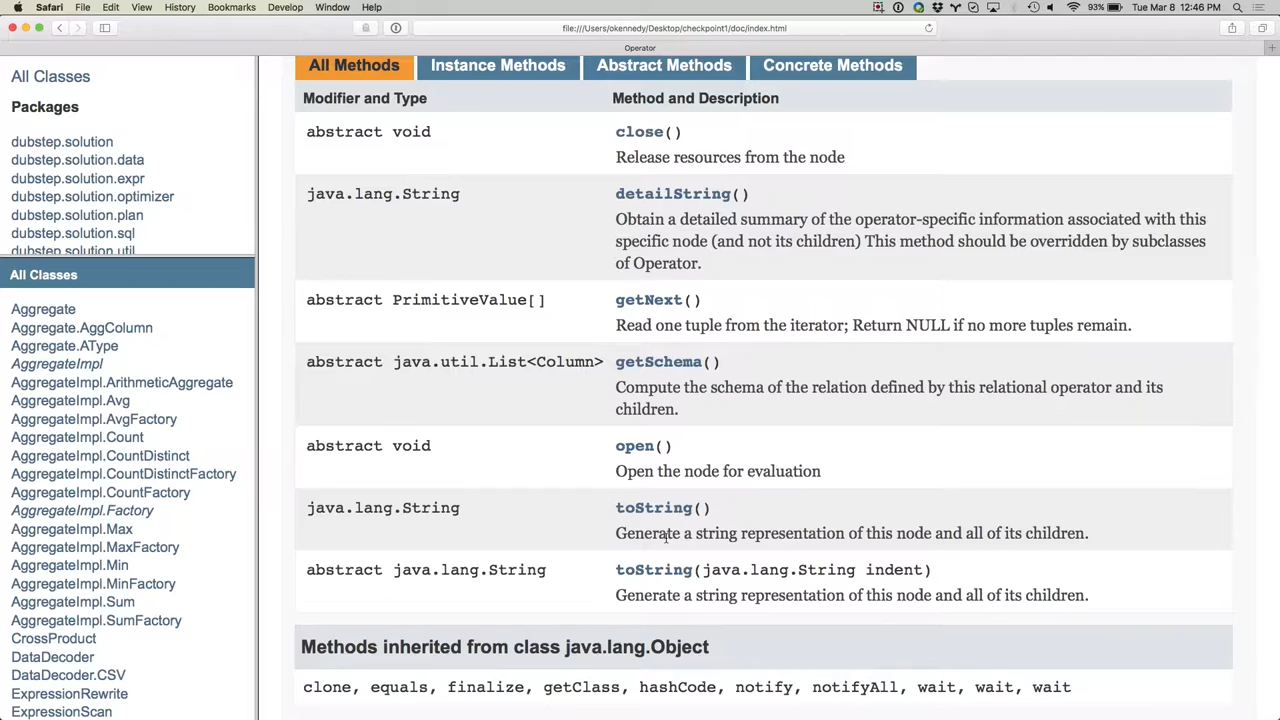 Safari File Edit View History Bookmarks Develop Window Help 93% Tue Mar 8 12:46 PM
file:///Users/okennedy/Desktop/checkpoint1/doc/index.html
Operator
All Classes
Packages
dubstep.solution
dubstep.solution.data
dubstep.solution.expr
dubstep.solution.optimizer
dubstep.solution.plan
dubstep.solution.sql
dubstep.solution.util
All Classes
Aggregate
Aggregate.AggColumn
Aggregate.AType
AggregateImpl
AggregateImpl.ArithmeticAggregate
AggregateImpl.Avg
AggregateImpl.AvgFactory
AggregateImpl.Count
AggregateImpl.CountDistinct
AggregateImpl.CountDistinctFactory
AggregateImpl.CountFactory
AggregateImpl.Factory
AggregateImpl.Max
AggregateImpl.MaxFactory
AggregateImpl.Min
AggregateImpl.MinFactory
AggregateImpl.Sum
AggregateImpl.SumFactory
CrossProduct
DataDecoder
DataDecoder.CSV
ExpressionRewrite
ExpressionScan
All Methods Instance Methods Abstract Methods Concrete Methods
Modifier and Type Method and Description
abstract void close()
Release resources from the node
java.lang.String detailString()
Obtain a detailed summary of the operator-specific information associated with this
specific node (and not its children) This method should be overridden by subclasses
of Operator.
abstract PrimitiveValue[] getNext()
Read one tuple from the iterator; Return NULL if no more tuples remain.
abstract java.util.List<Column> getSchema()
Compute the schema of the relation defined by this relational operator and its
children.
abstract void open()
Open the node for evaluation
java.lang.String toString()
Generate a string representation of this node and all of its children.
abstract java.lang.String toString(java.lang.String indent)
Generate a string representation of this node and all of its children.
Methods inherited from class java.lang.Object
clone, equals, finalize, getClass, hashCode, notify, notifyAll, wait, wait, wait